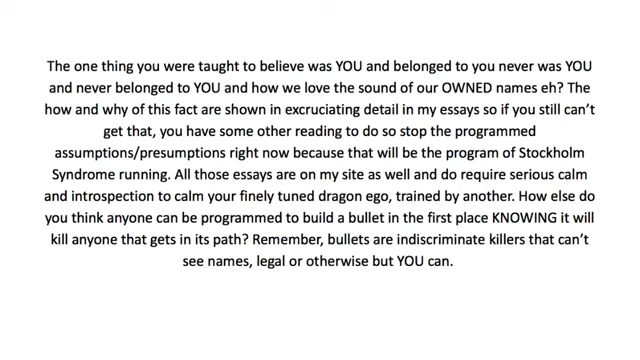 The one thing you were taught to believe was YOU and belonged to you never was YOU
and never belonged to YOU and how we love the sound of our OWNED names eh? The
how and why of this fact are shown in excruciating detail in my essays so if you still can't
get that, you have some other reading to do so stop the programmed
assumptions/presumptions right now because that will be the program of Stockholm
Syndrome running. All those essays are on my site as well and do require serious calm
and introspection to calm your finely tuned dragon ego, trained by another. How else do
you think anyone can be programmed to build a bullet in the first place KNOWING it will
kill anyone that gets in its path? Remember, bullets are indiscriminate killers that can't
see names, legal or otherwise but YOU can.